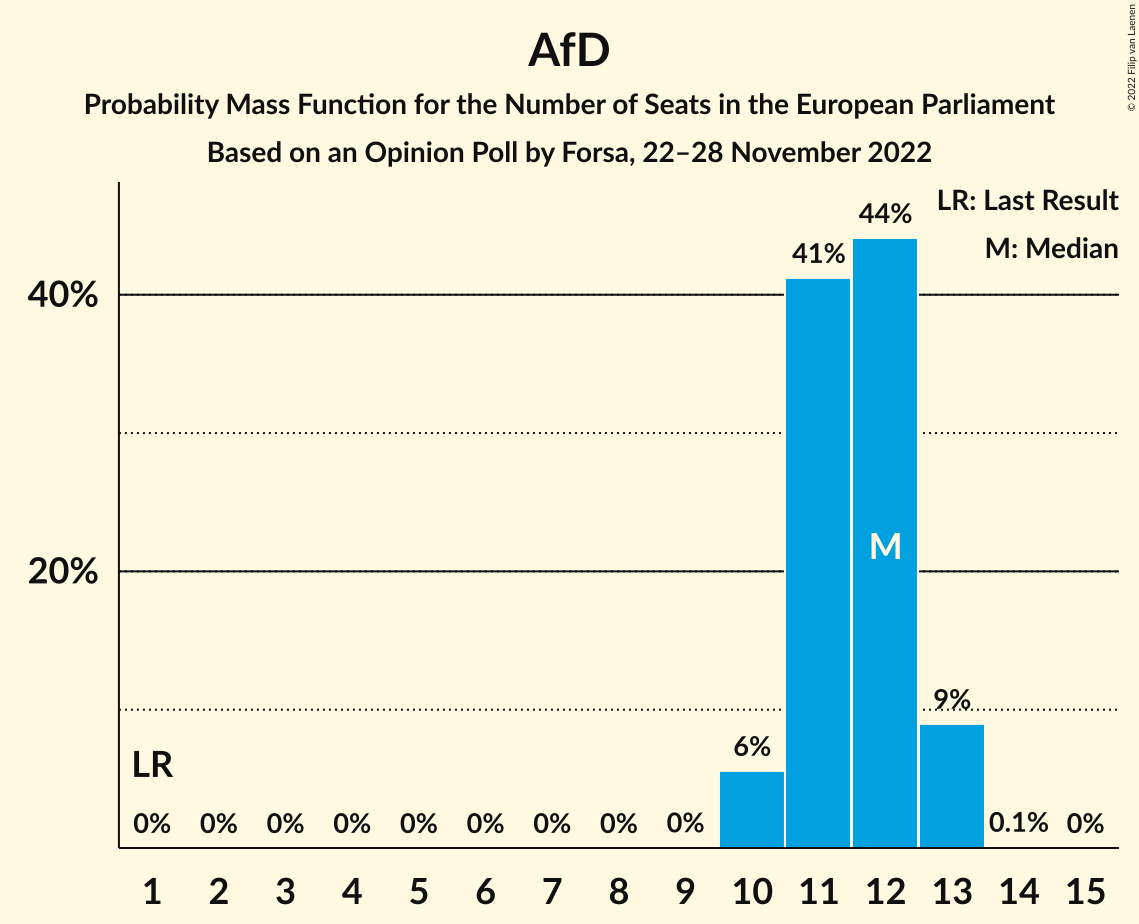 AfD
Probability Mass Function for the Number of Seats in the European Parliament
Based on an Opinion Poll by Forsa, 22–28 November 2022
© 2022 Filip van Laenen
LR: Last Result
M: Median
40%
20%
LR
0% 0% 0% 0% 0% 0% 0% 0% 0% 6% 41% 44% 9% 0.1% 0%
M
1 2 3 4 5 6 7 8 9 10 11 12 13 14 15